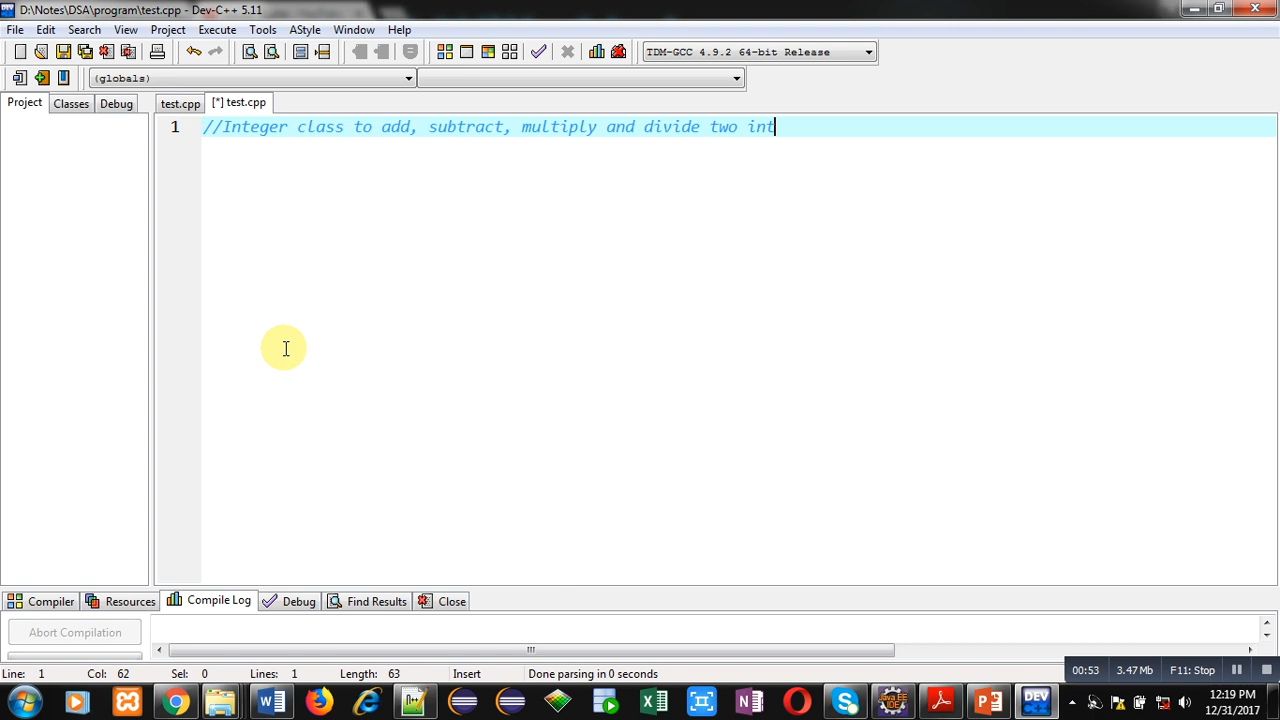 D:\Notes\DSA\program\test.cpp - Dev-C++ 5.11
File Edit Search View Project Execute Tools AStyle Window Help
TDM-GCC 4.9.2 64-bit Release
(globals)
Project Classes Debug test.cpp [*] test.cpp
1 //Integer class to add, subtract, multiply and divide two int
Compiler Resources Compile Log Debug Find Results Close
Abort Compilation
Line: 1 Col: 62 Sel: 0 Lines: 1 Length: 63 Insert Done parsing in 0 seconds
00:53 3.47 Mb F11: Stop
12:19 PM
12/31/2017